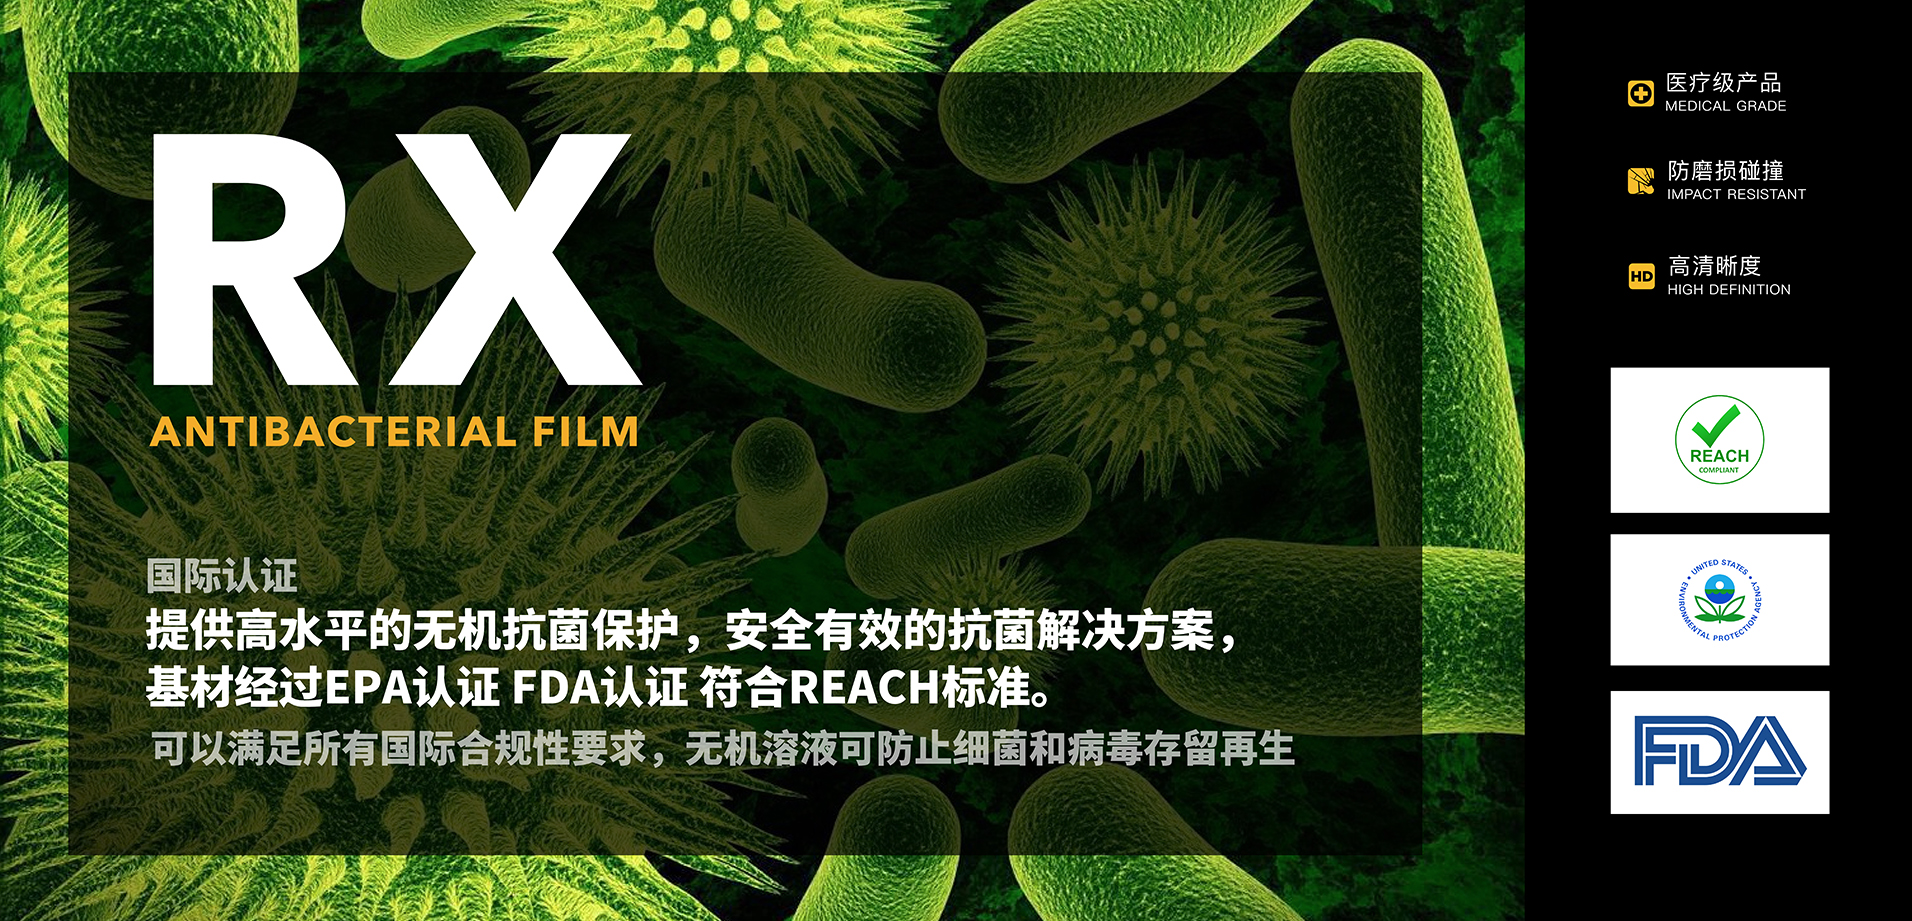 RX
ANTIBACTERIAL FILM
国际认证
提供高水平的无机抗菌保护，安全有效的抗菌解决方案，
基材经过EPA认证 FDA认证 符合REACH标准。
可以满足所有国际合规性要求，无机溶液可防止细菌和病毒存留再生
医疗级产品
MEDICAL GRADE
防磨损碰撞
IMPACT RESISTANT
HD
高清晰度
HIGH DEFINITION
REACH
COMPLIANT
UNITED STATES
ENVIRONMENTAL PROTECTION AGENCY
FDA